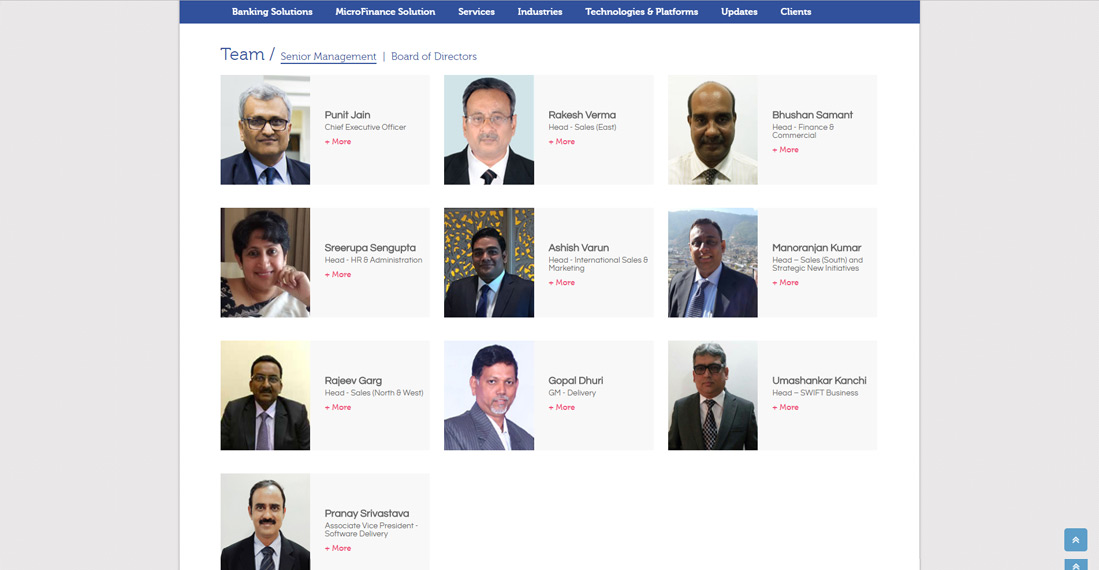 Banking Solutions MicroFinance Solution Services Industries Technologies & Platforms Updates Clients
Team / Senior Management | Board of Directors
Punit Jain
Chief Executive Officer
+ More
Rakesh Verma
Head - Sales (East)
+ More
Bhushan Samant
Head - Finance &
Commercial
+ More
Sreerupa Sengupta
Head - HR & Administration
+ More
Ashish Varun
Head - International Sales &
Marketing
+ More
Manoranjan Kumar
Head – Sales (South) and
Strategic New Initiatives
+ More
Rajeev Garg
Head - Sales (North & West)
+ More
Gopal Dhuri
GM - Delivery
+ More
Umashankar Kanchi
Head – SWIFT Business
+ More
Pranay Srivastava
Associate Vice President -
Software Delivery
+ More